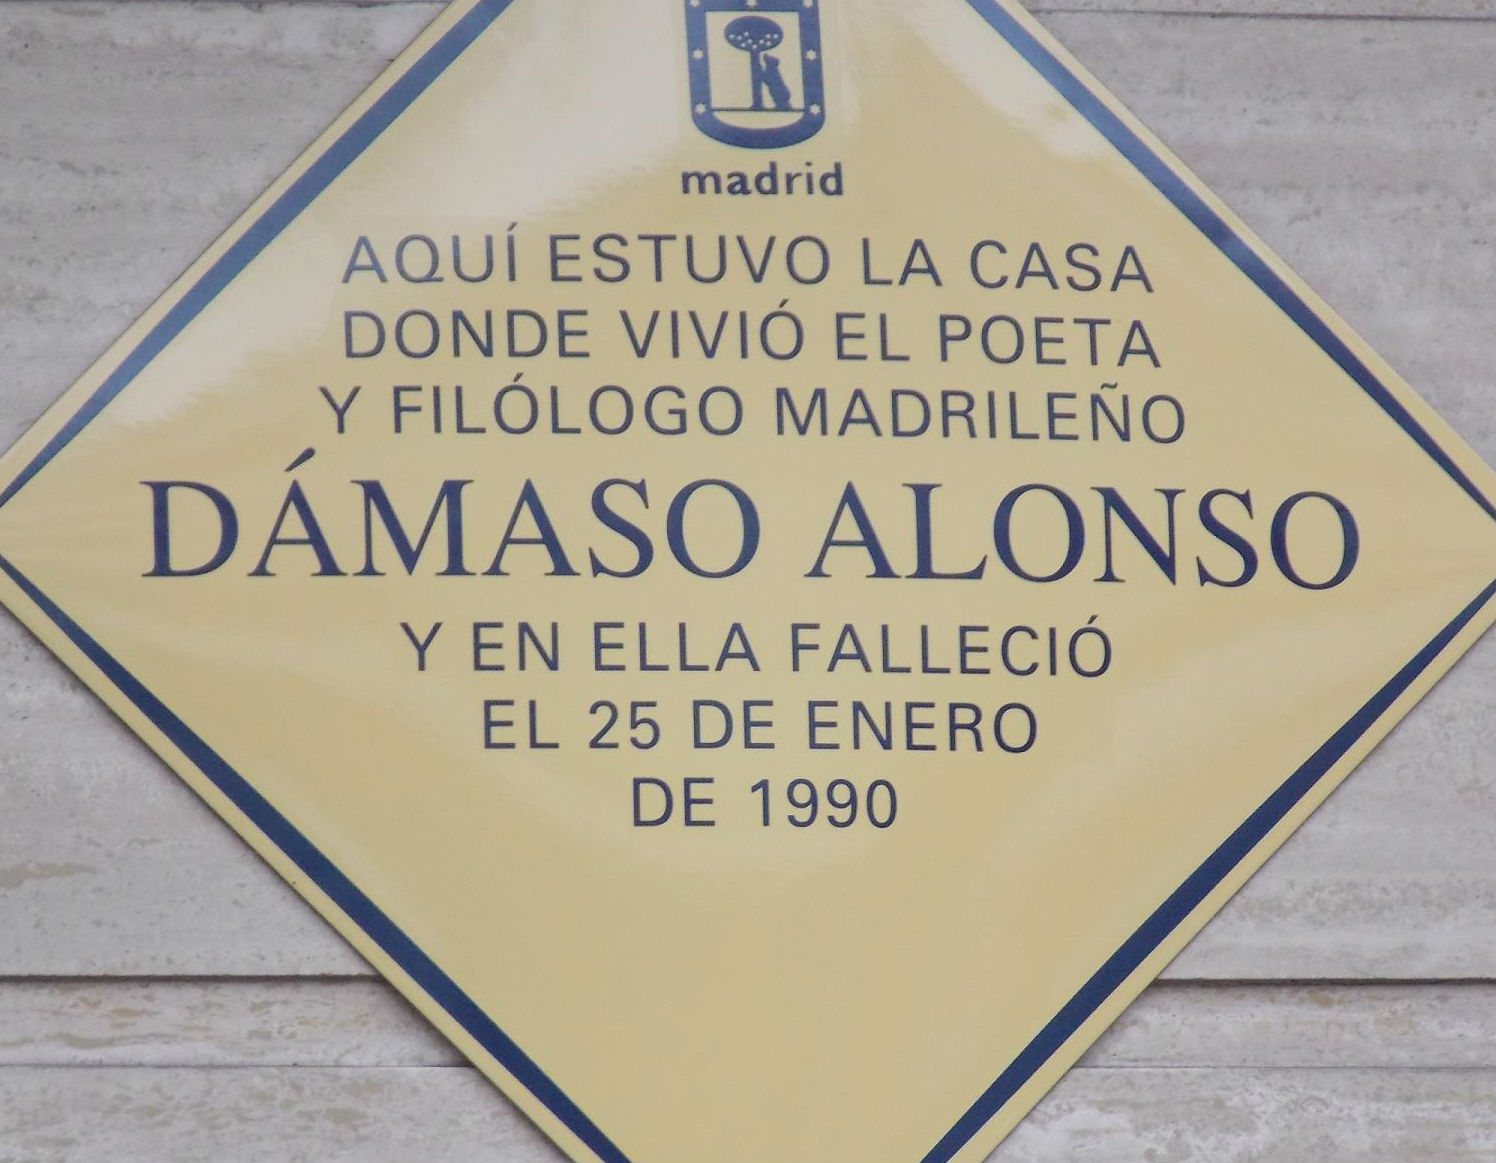 madrid
AQUÍ ESTUVO LA CASA
DONDE VIVIÓ EL POETA
Y FILÓLOGO MADRILEÑO
DÁMASO ALONSO
Y EN ELLA FALLECIÓ
EL 25 DE ENERO
DE 1990